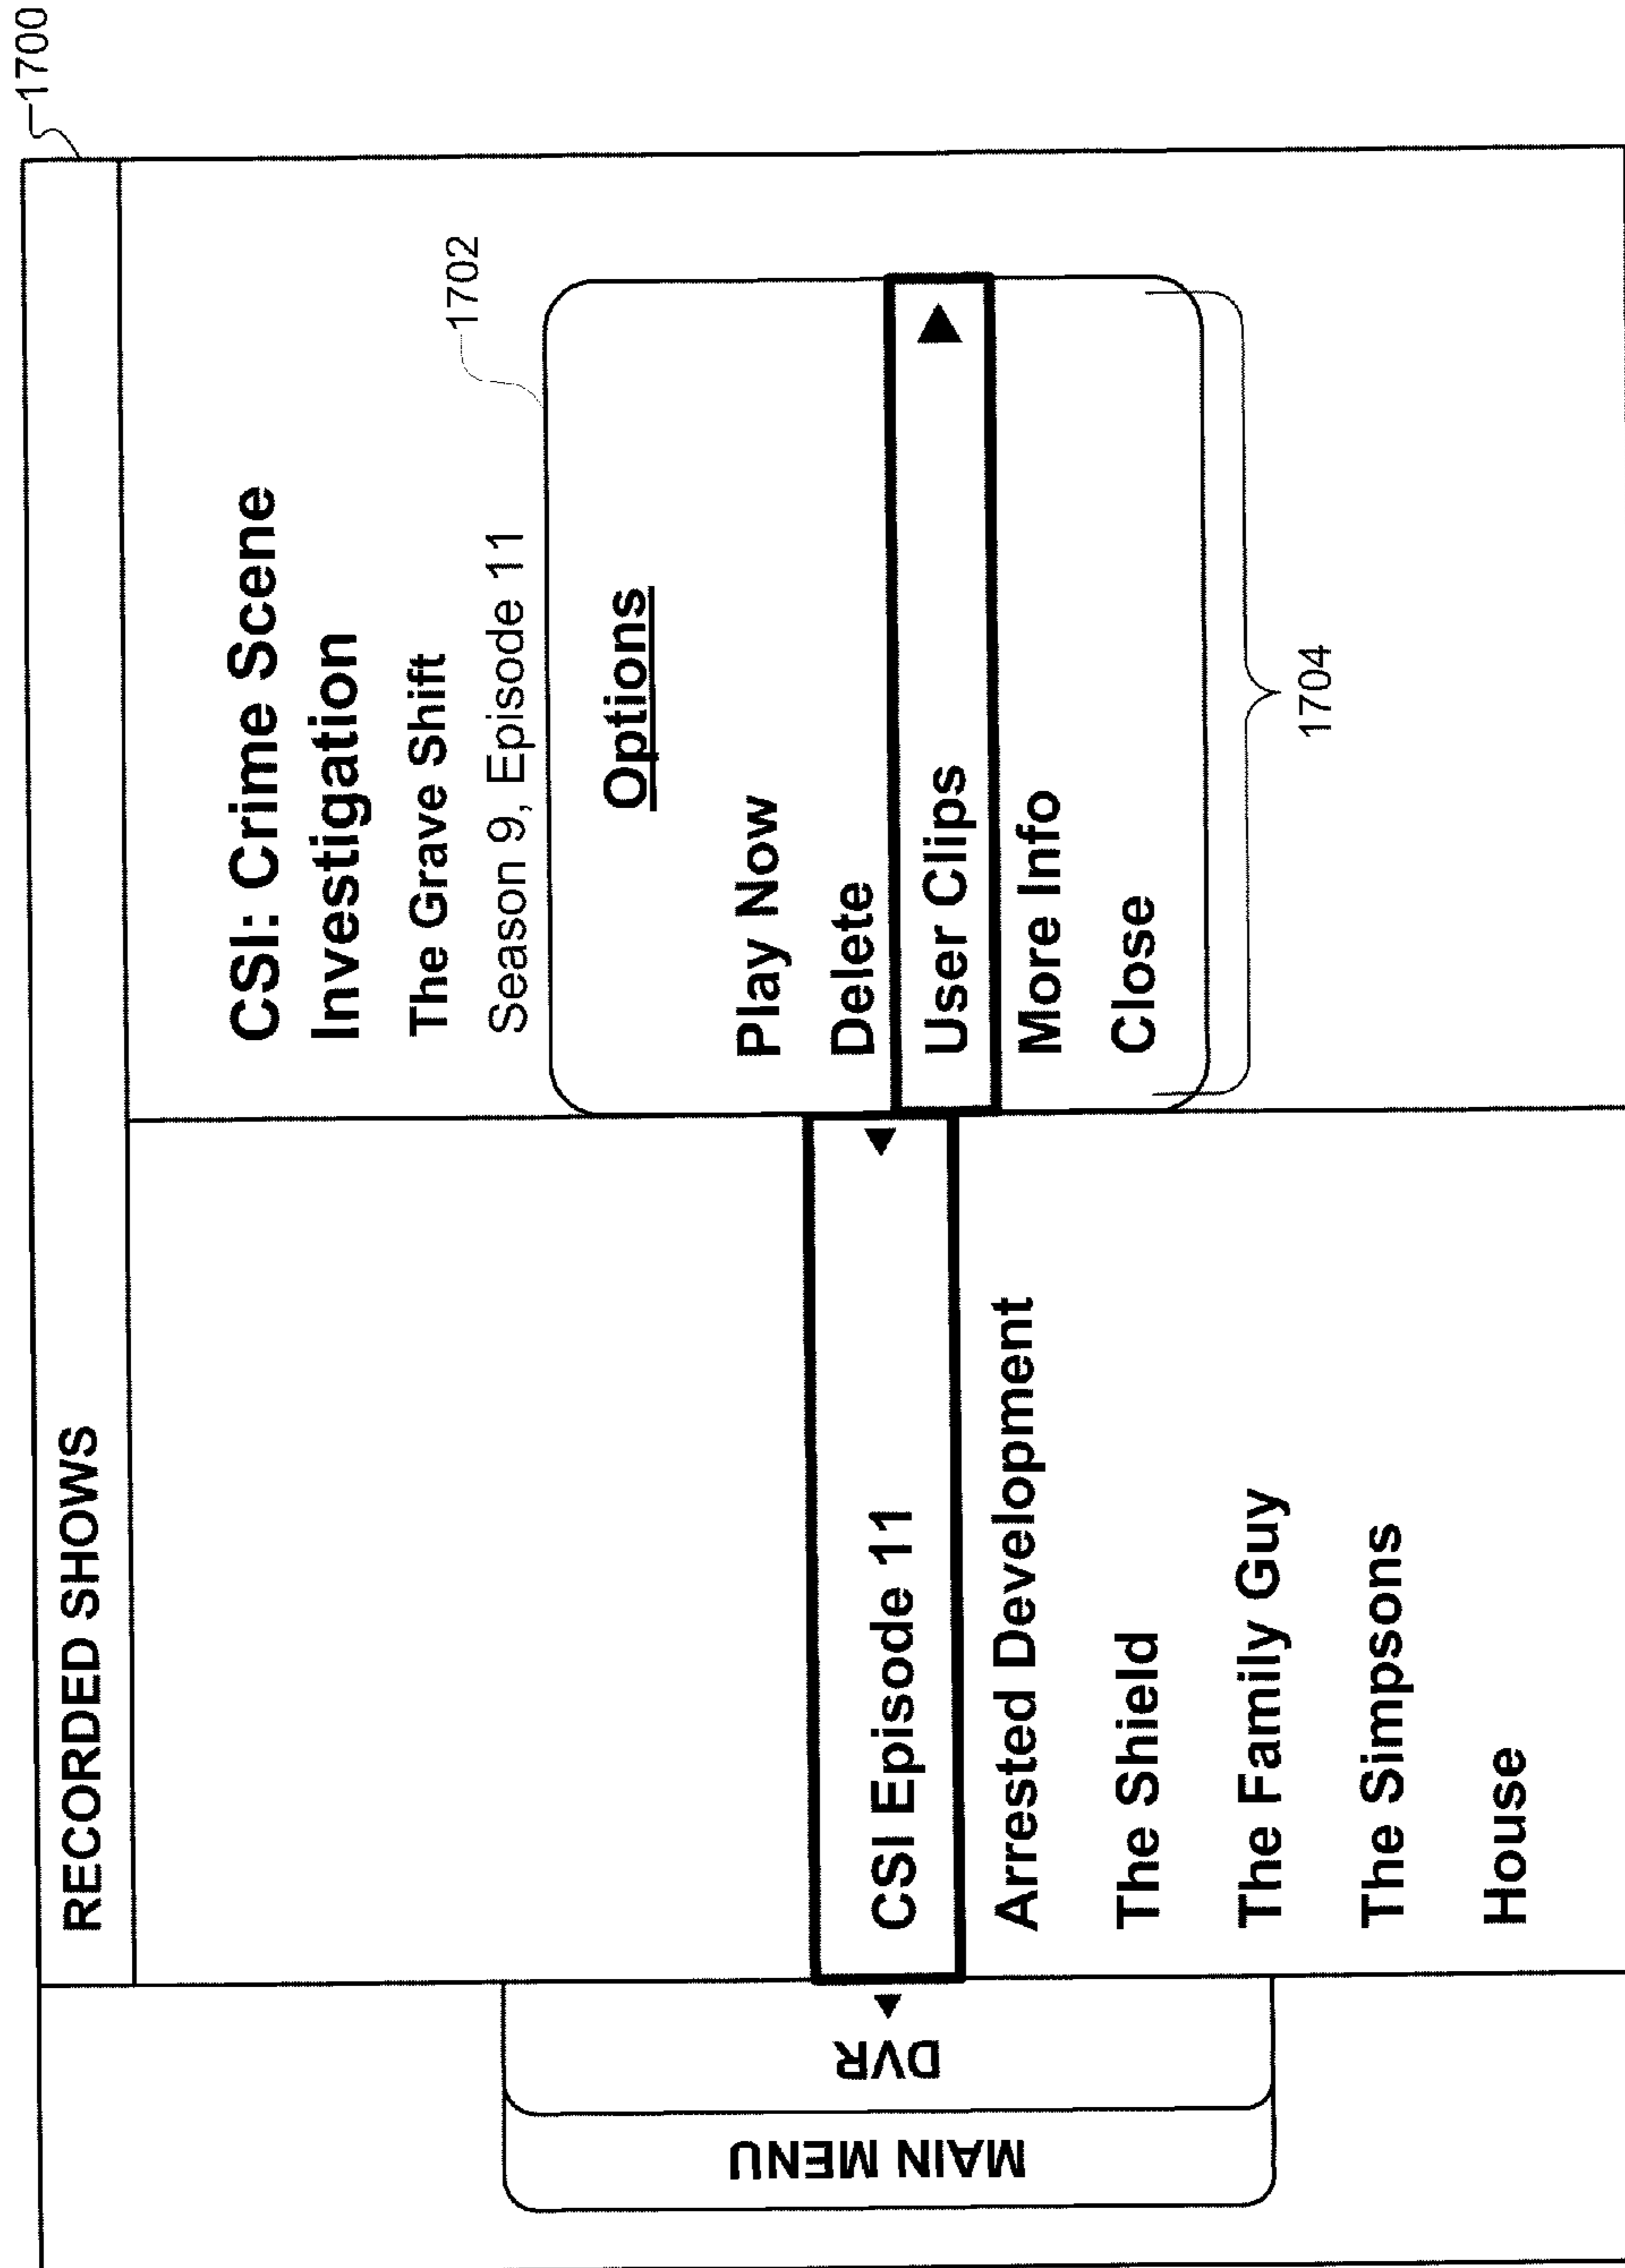 1700
RECORDED SHOWS
MAIN MENU
DVR
CSI Episode 11
Arrested Development
The Shield
The Family Guy
The Simpsons
House
CSI: Crime Scene
Investigation
The Grave Shift
Season 9, Episode 11
1702
Options
Play Now
Delete
User Clips
More Info
Close
1704